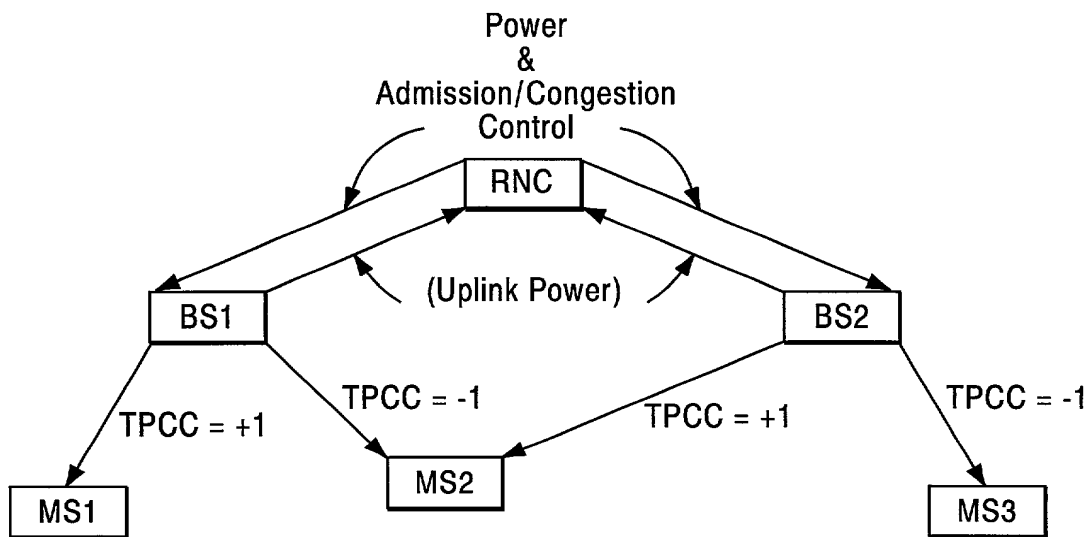 Power
&
Admission/Congestion
Control
RNC
(Uplink Power)
BS1
BS2
TPCC = +1
TPCC = -1
TPCC = +1
TPCC = -1
MS1
MS2
MS3